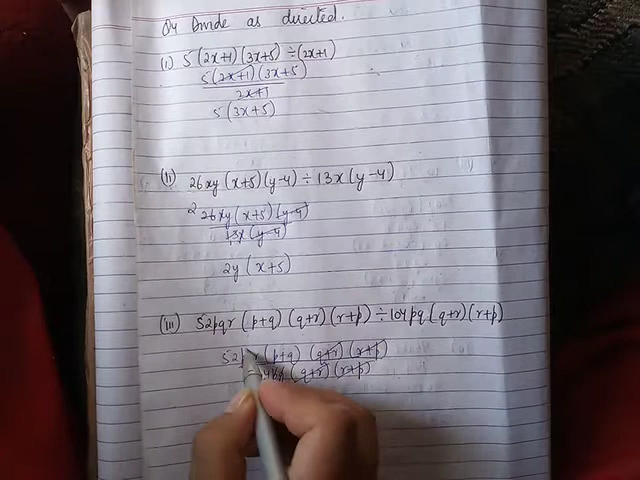 Q4 Divide as directed.
(i) 5(2x+1)(3x+5) ÷ (2x+1)
5(2x+1)(3x+5)
2x+1
5(3x+5)
(ii) 26xy(x+5)(y-4) ÷ 13x(y-4)
2 26xy(x+5)(y-4)
13x(y-4)
2y(x+5)
(iii) 52pqr(p+q)(q+r)(r+p) ÷ 104pq(q+r)(r+p)
52p (p+q)(q+r)(r+p)
(q+r)(r+p)